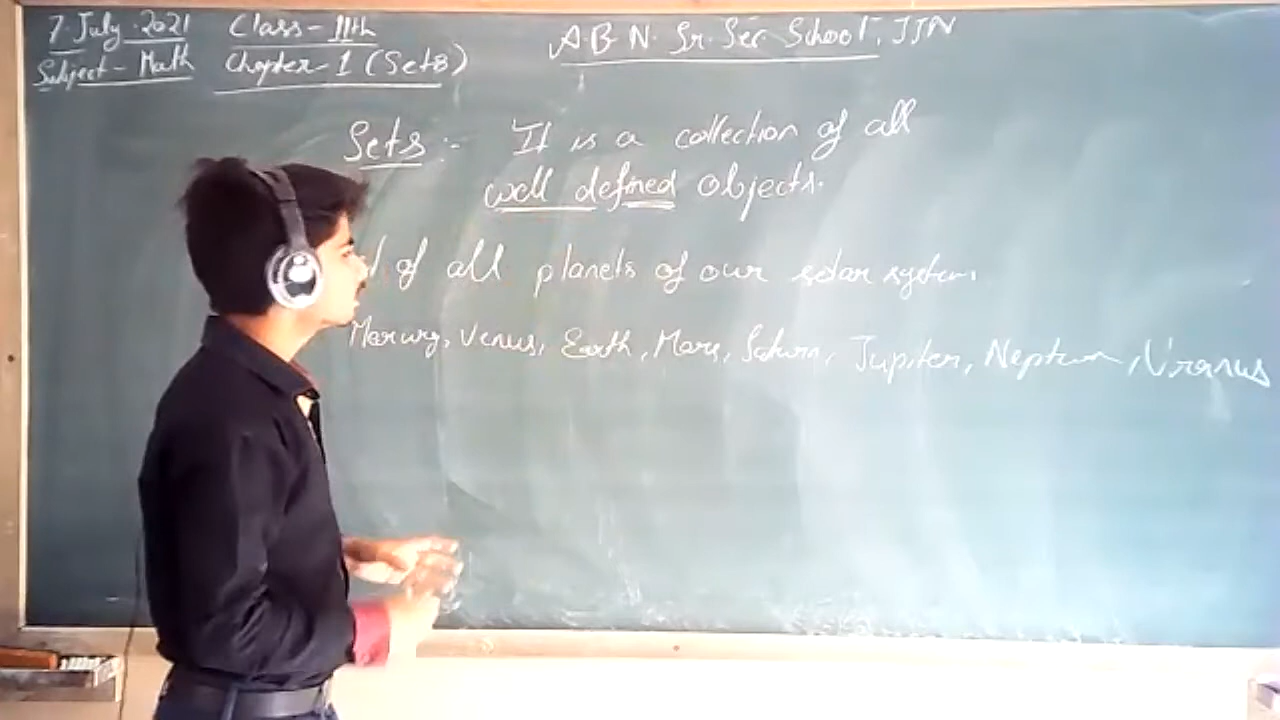 7 July 2021 Class - 11th A.B.N. Sr. Sec School, JJN
Subject - Math Chapter - 1 (Sets)
Sets :- It is a collection of all
well defined objects.
of all planets of our solar system
Mercury, Venus, Earth, Mars, Saturn, Jupiter, Neptun, Uranus